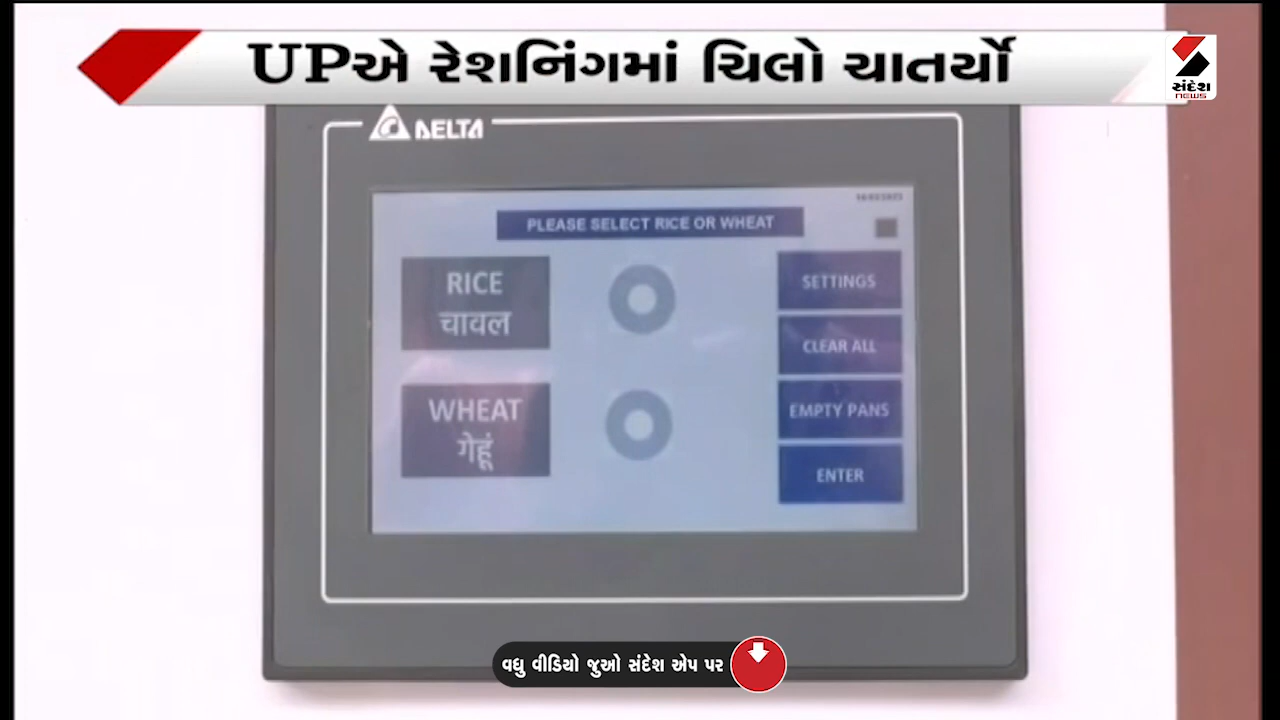 UPએ રેશનિંગમાં ચિલો ચાતર્યો
સંદેશ
NEWS
DELTA
PLEASE SELECT RICE OR WHEAT
RICE
चावल
WHEAT
गेहूं
SETTINGS
CLEAR ALL
EMPTY PANS
ENTER
વધુ વીડિયો જુઓ સંદેશ એપ પર